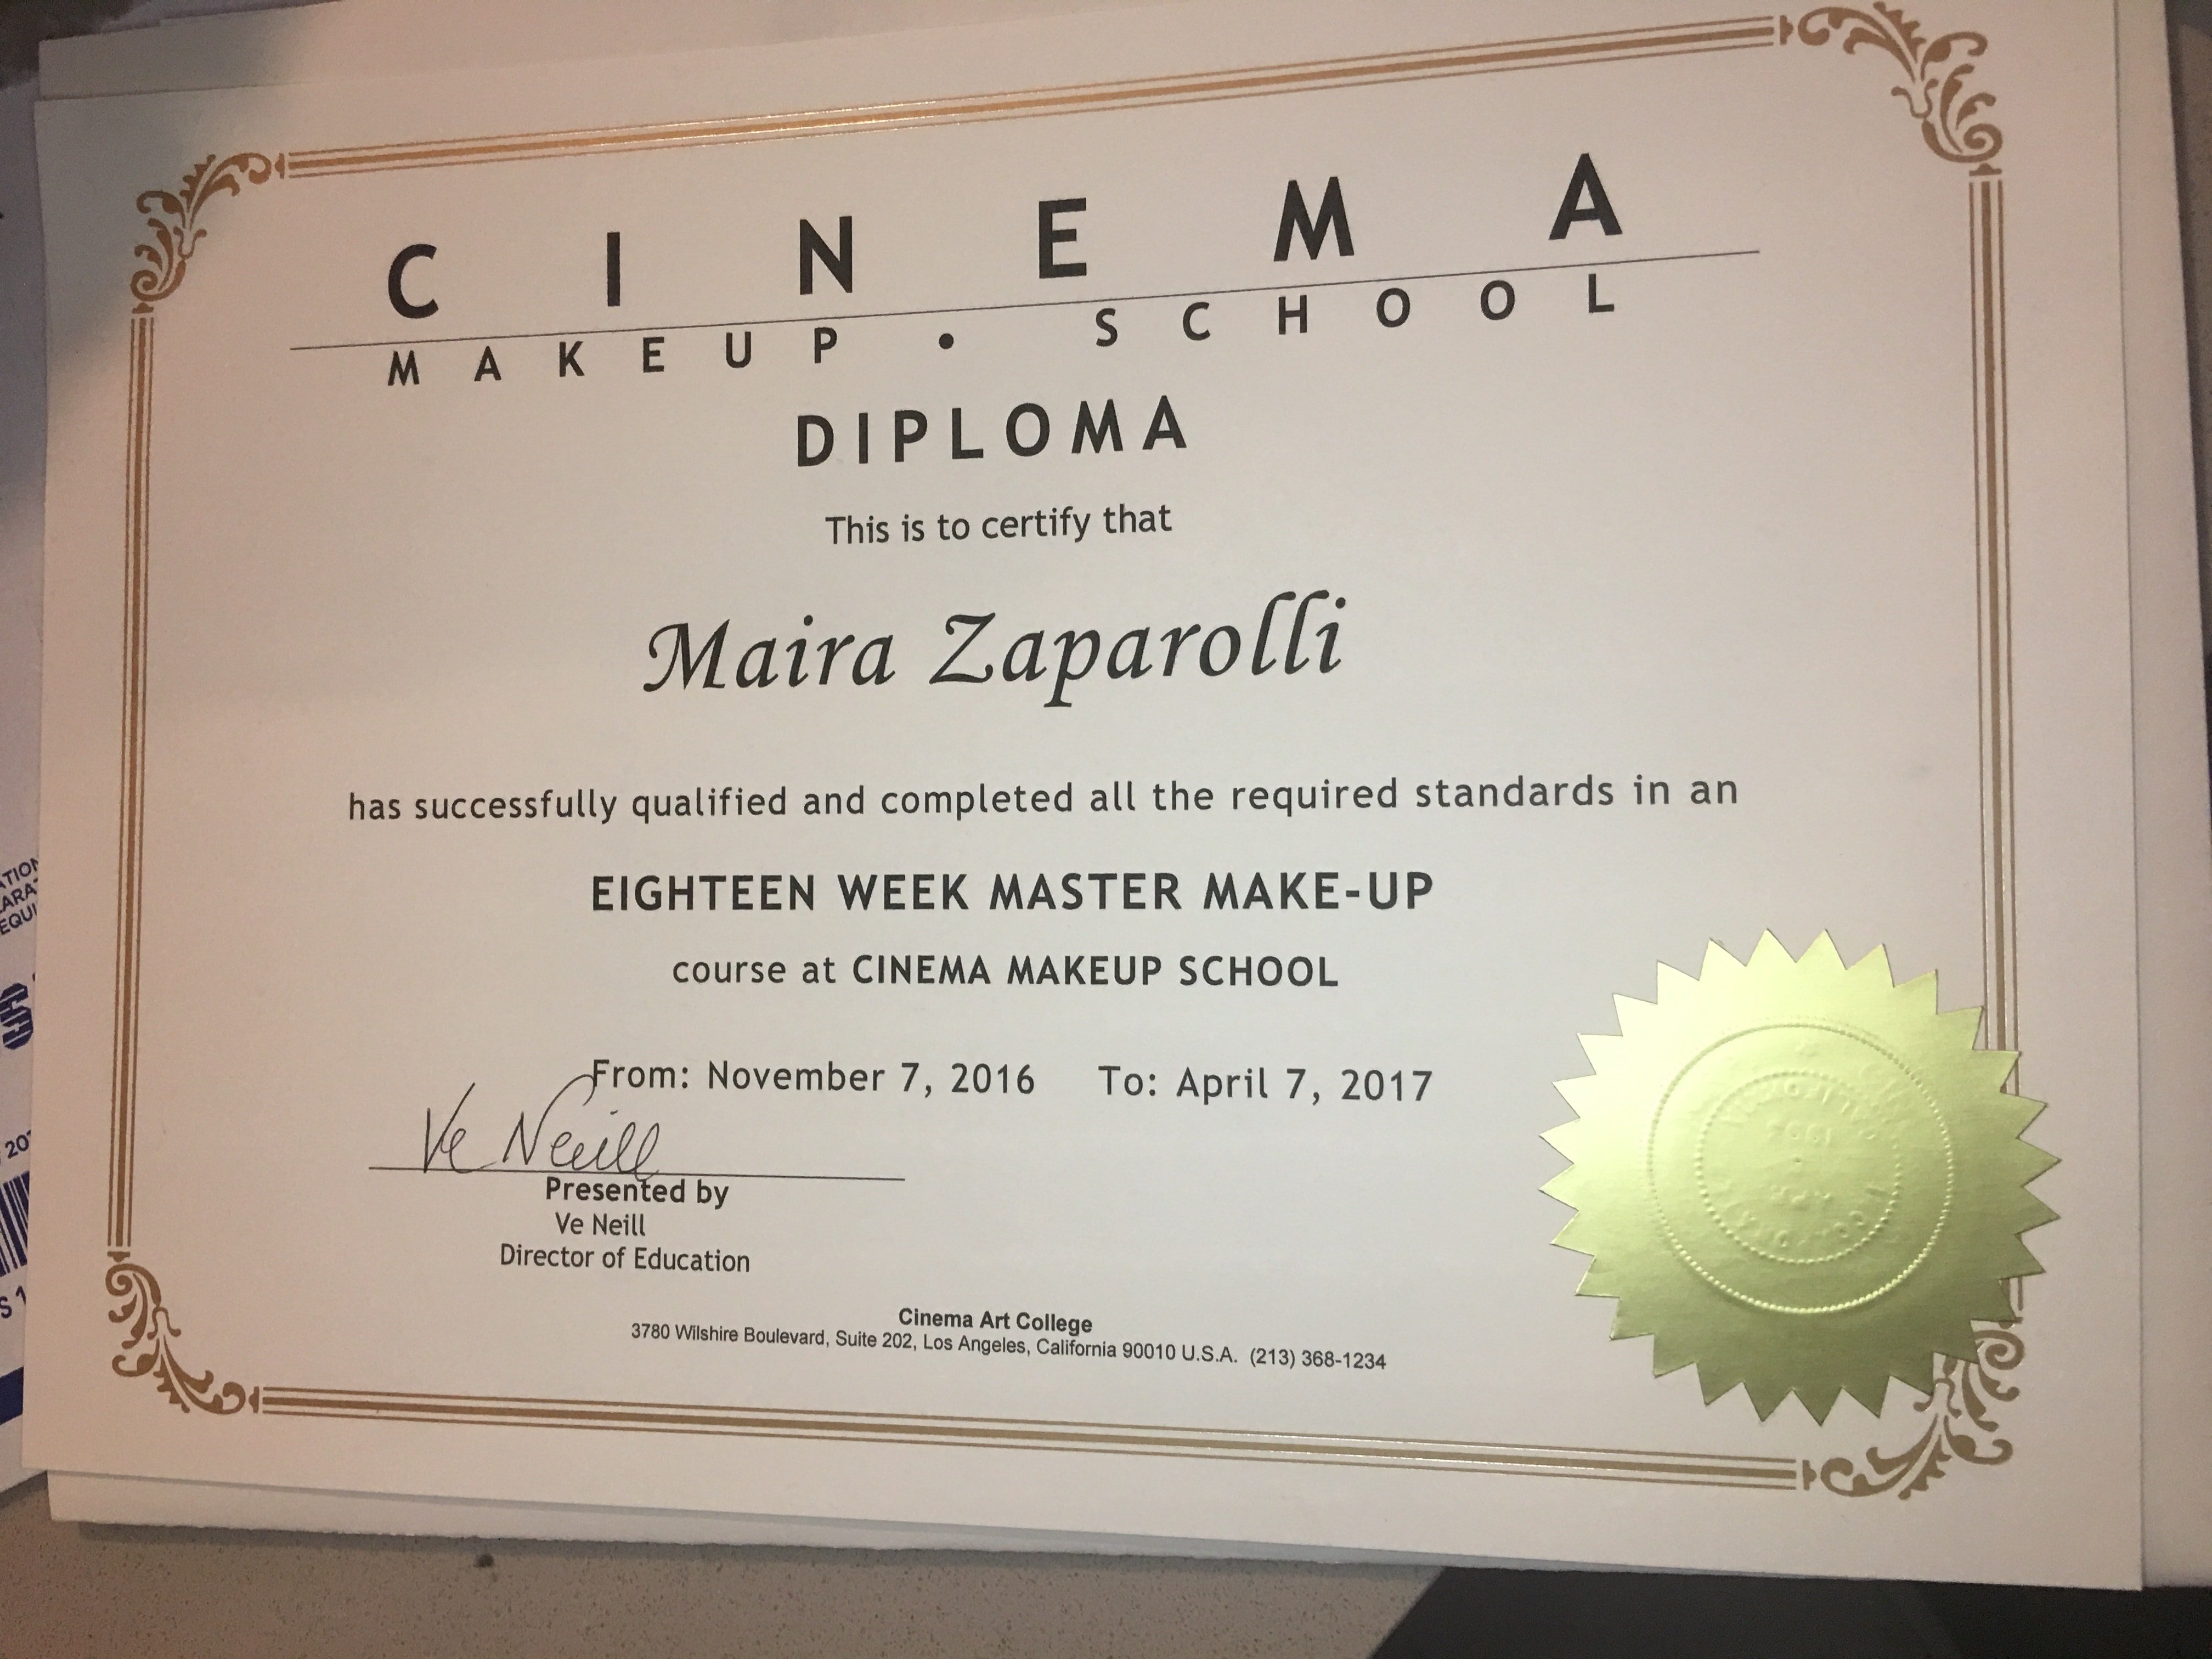 CINEMA
MAKEUP • SCHOOL
DIPLOMA
This is to certify that
Maira Zaparolli
has successfully qualified and completed all the required standards in an
EIGHTEEN WEEK MASTER MAKE-UP
course at CINEMA MAKEUP SCHOOL
From: November 7, 2016 To: April 7, 2017
Ve Neill
Presented by
Ve Neill
Director of Education
Cinema Art College
3780 Wilshire Boulevard, Suite 202, Los Angeles, California 90010 U.S.A. (213) 368-1234